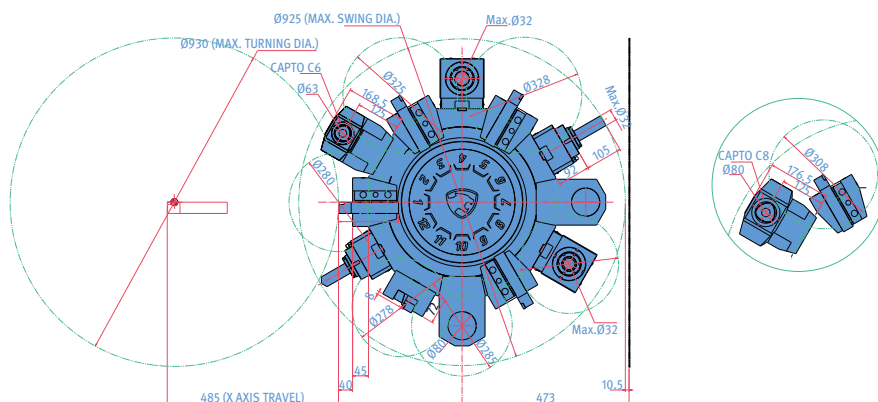 Ø925 (MAX. SWING DIA.)
Max.Ø32
Ø930 (MAX. TURNING DIA.)
CAPTO C6
Ø63
168,5
125
Ø325
Ø328
Max.Ø32
105
92
Ø280
1
2
3
4
5
6
7
8
9
10
11
12
8
Ø278
Ø80
Ø285
Max.Ø32
45
40
485 (X AXIS TRAVEL)
473
10.5
CAPTO C8
Ø80
176,5
125
Ø308